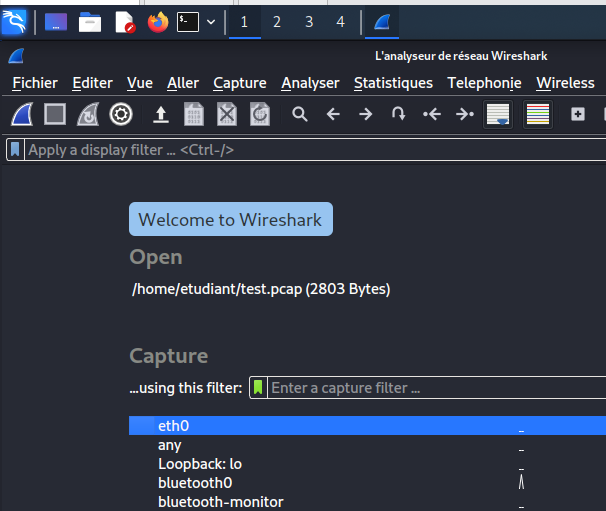 1 2 3 4
L'analyseur de réseau Wireshark
Fichier Editer Vue Aller Capture Analyser Statistiques Telephonie Wireless
Apply a display filter … <Ctrl-/>
Welcome to Wireshark
Open
/home/etudiant/test.pcap (2803 Bytes)
Capture
…using this filter: Enter a capture filter …
eth0
any
Loopback: lo
bluetooth0
bluetooth-monitor